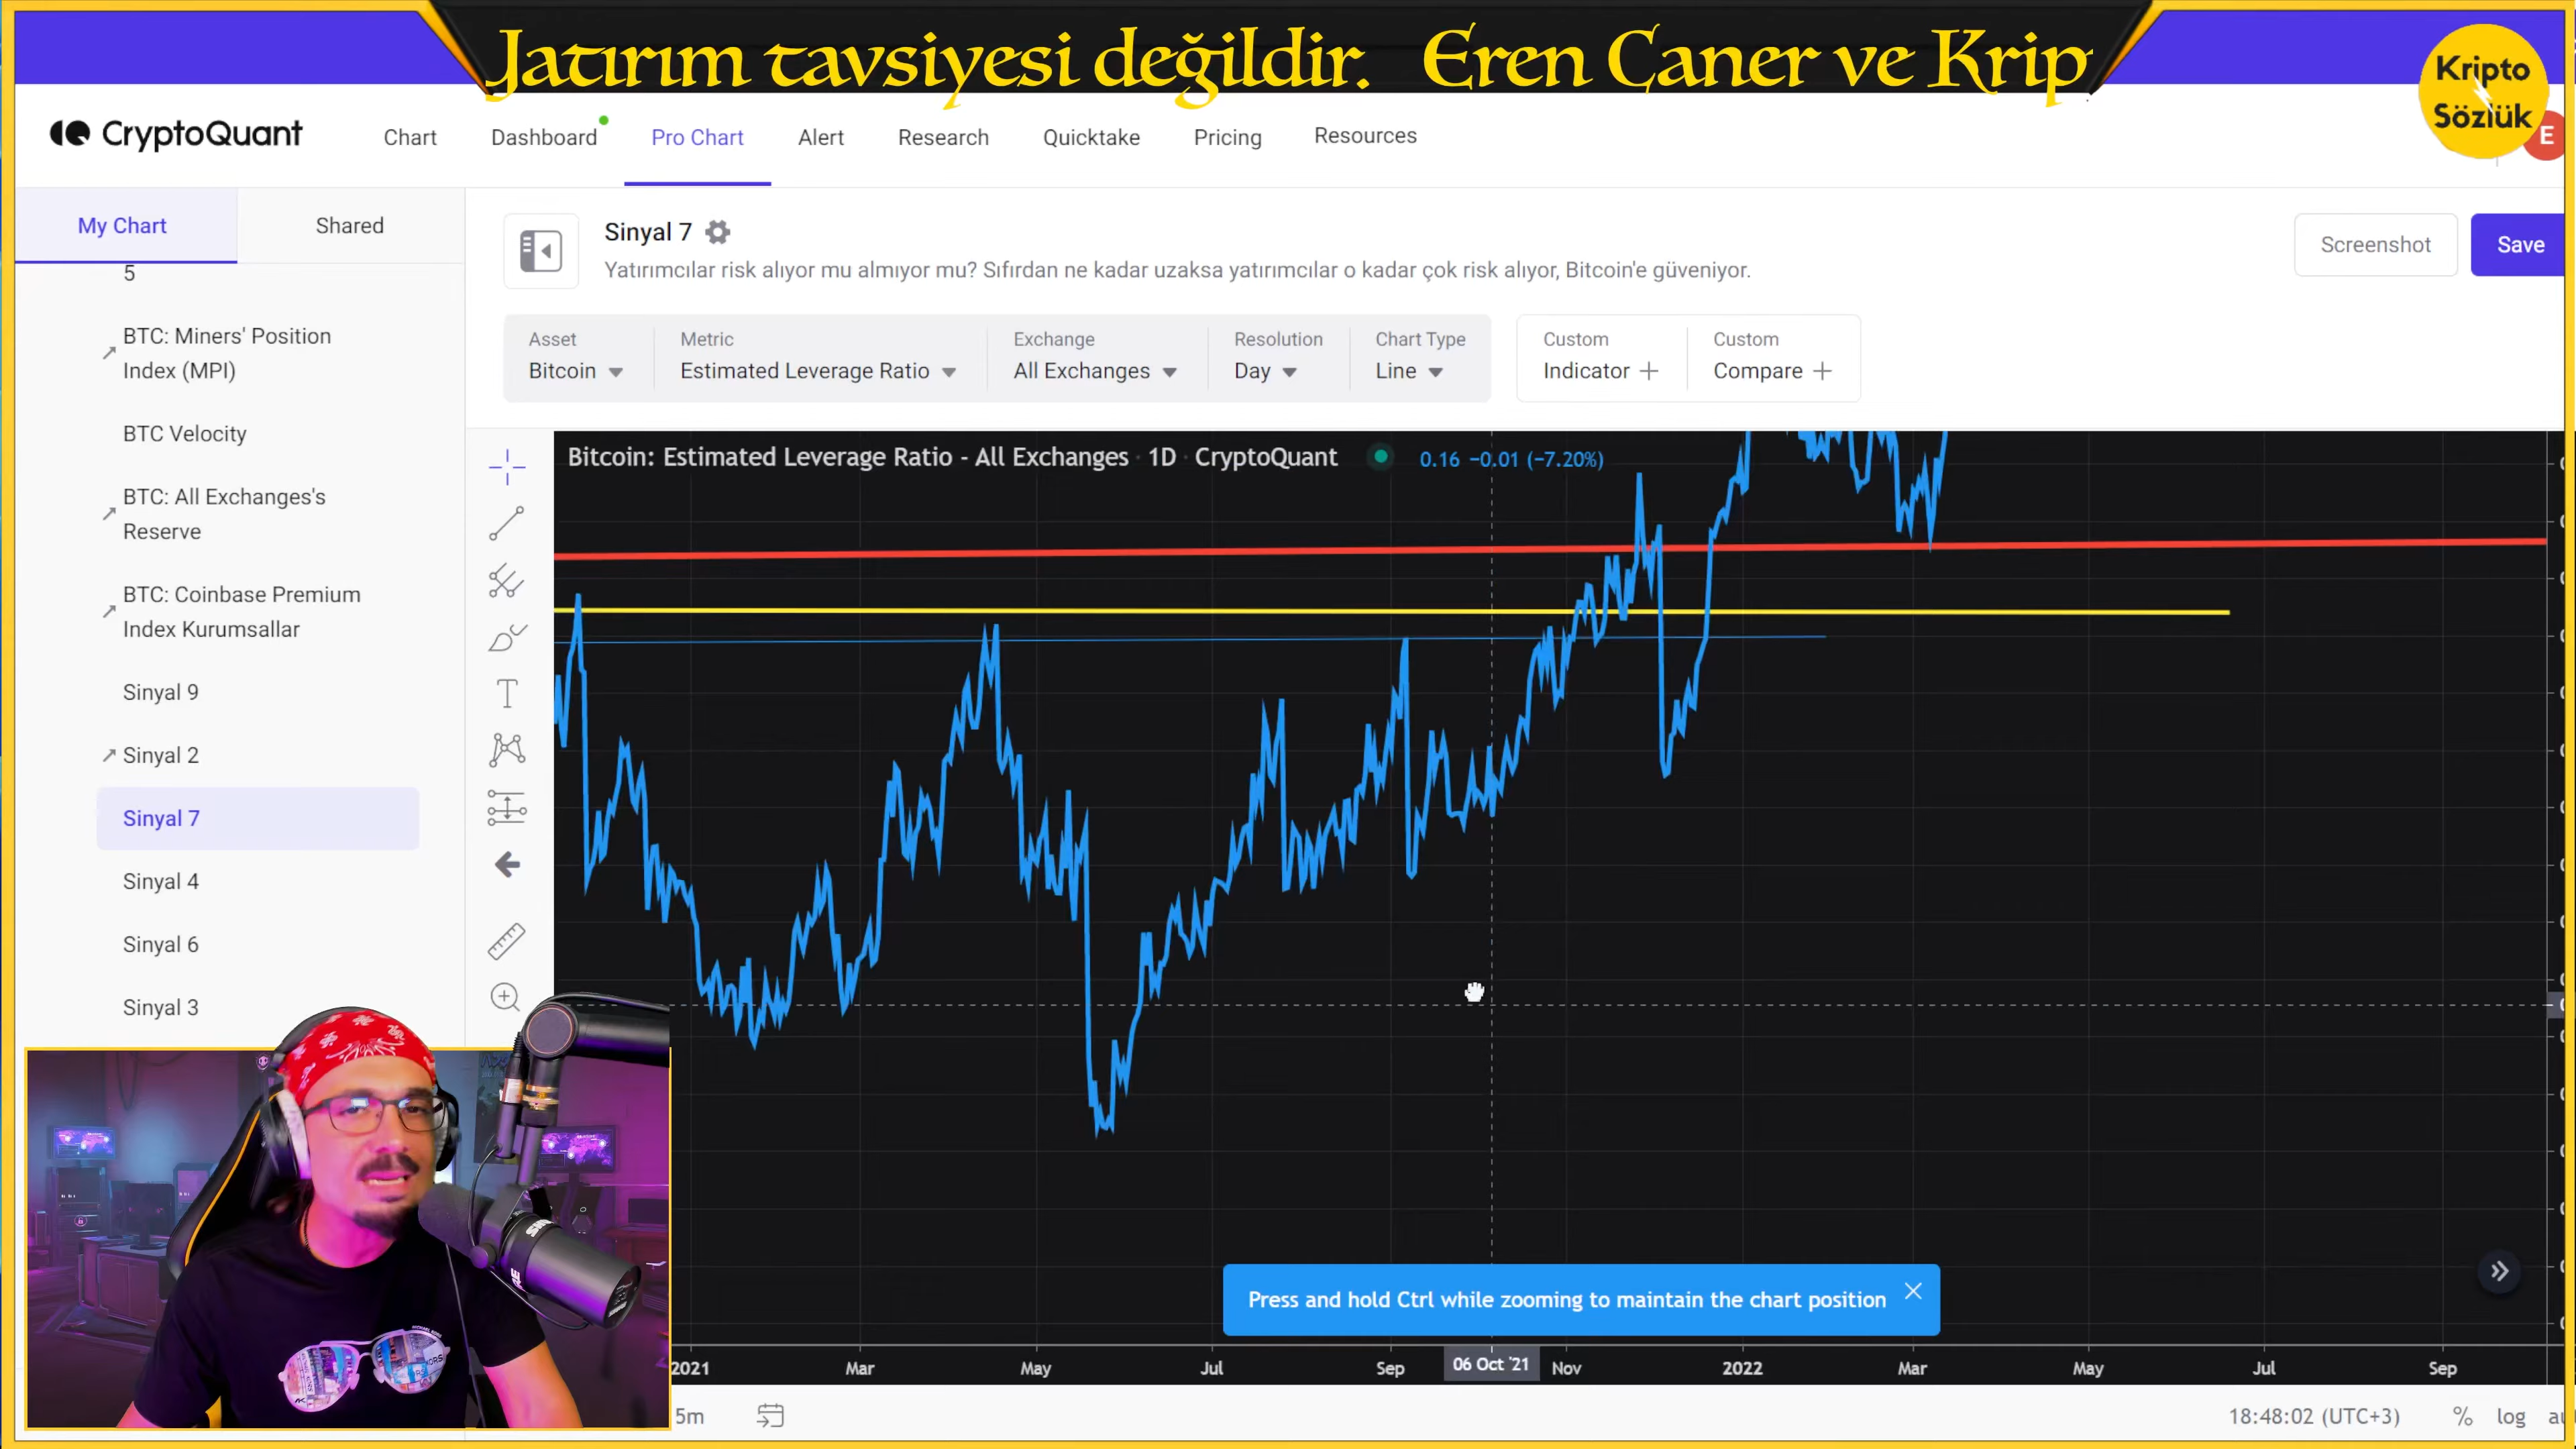 Yatırım tavsiyesi değildir. Eren Caner ve Krip
Kripto
Sözlük
E
CryptoQuant
Chart
Dashboard
Pro Chart
Alert
Research
Quicktake
Pricing
Resources
My Chart
Shared
5
BTC: Miners' Position
Index (MPI)
BTC Velocity
BTC: All Exchanges's
Reserve
BTC: Coinbase Premium
Index Kurumsallar
Sinyal 9
Sinyal 2
Sinyal 7
Sinyal 4
Sinyal 6
Sinyal 3
Sinyal 7
Yatırımcılar risk alıyor mu almıyor mu? Sıfırdan ne kadar uzaksa yatırımcılar o kadar çok risk alıyor, Bitcoin'e güveniyor.
Screenshot
Save
Asset
Bitcoin
Metric
Estimated Leverage Ratio
Exchange
All Exchanges
Resolution
Day
Chart Type
Line
Custom
Indicator +
Custom
Compare +
Bitcoin: Estimated Leverage Ratio - All Exchanges · 1D · CryptoQuant
0.16 −0.01 (−7.20%)
Press and hold Ctrl while zooming to maintain the chart position
2021 Mar May Jul Sep 06 Oct '21 Nov 2022 Mar May Jul Sep
5m
18:48:02 (UTC+3) % log